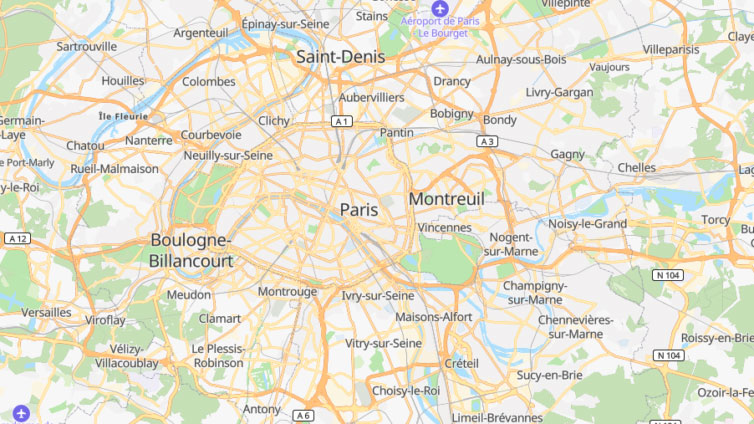 Stains
Villepinte
Aéroport de Paris
Le Bourget
Épinay-sur-Seine
Argenteuil
Sartrouville
Saint-Denis
Villeparisis
Aulnay-sous-Bois
Vaujours
Houilles
Colombes
Drancy
Livry-Gargan
Aubervilliers
Île Fleurie
Bobigny
Bondy
Clichy
A 1
Germain-
-Laye
Courbevoie
Pantin
Nanterre
A 3
Chatou
Neuilly-sur-Seine
Gagny
e Port-Marly
Rueil-Malmaison
Chelles
Lag
y-le-Roi
Montreuil
Paris
Torcy
Noisy-le-Grand
Vincennes
A 12
Boulogne-
Billancourt
Nogent-
sur-Marne
N 104
Meudon
Montrouge
Ivry-sur-Seine
Champigny-
sur-Marne
Versailles
Viroflay
Clamart
Maisons-Alfort
Chennevières-
sur-Marne
Roissy-en-Brie
Vélizy-
Villacoublay
Le Plessis-
Robinson
Vitry-sur-Seine
N 104
Créteil
Sucy-en-Brie
Choisy-le-Roi
Ozoir-la-Fer
Antony
A 6
Limeil-Brévannes
N 104